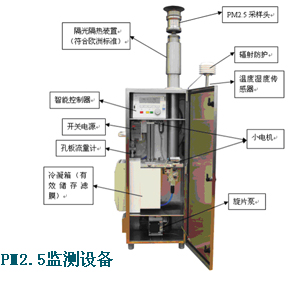 PM2.5 采样头
隔光隔热装置
(符合欧洲标准)
辐射防护
温度湿度传
感器
智能控制器
开关电源
小电机
孔板流量计
冷凝箱（有
效储存滤
膜）
旋片泵
PM2.5监测设备